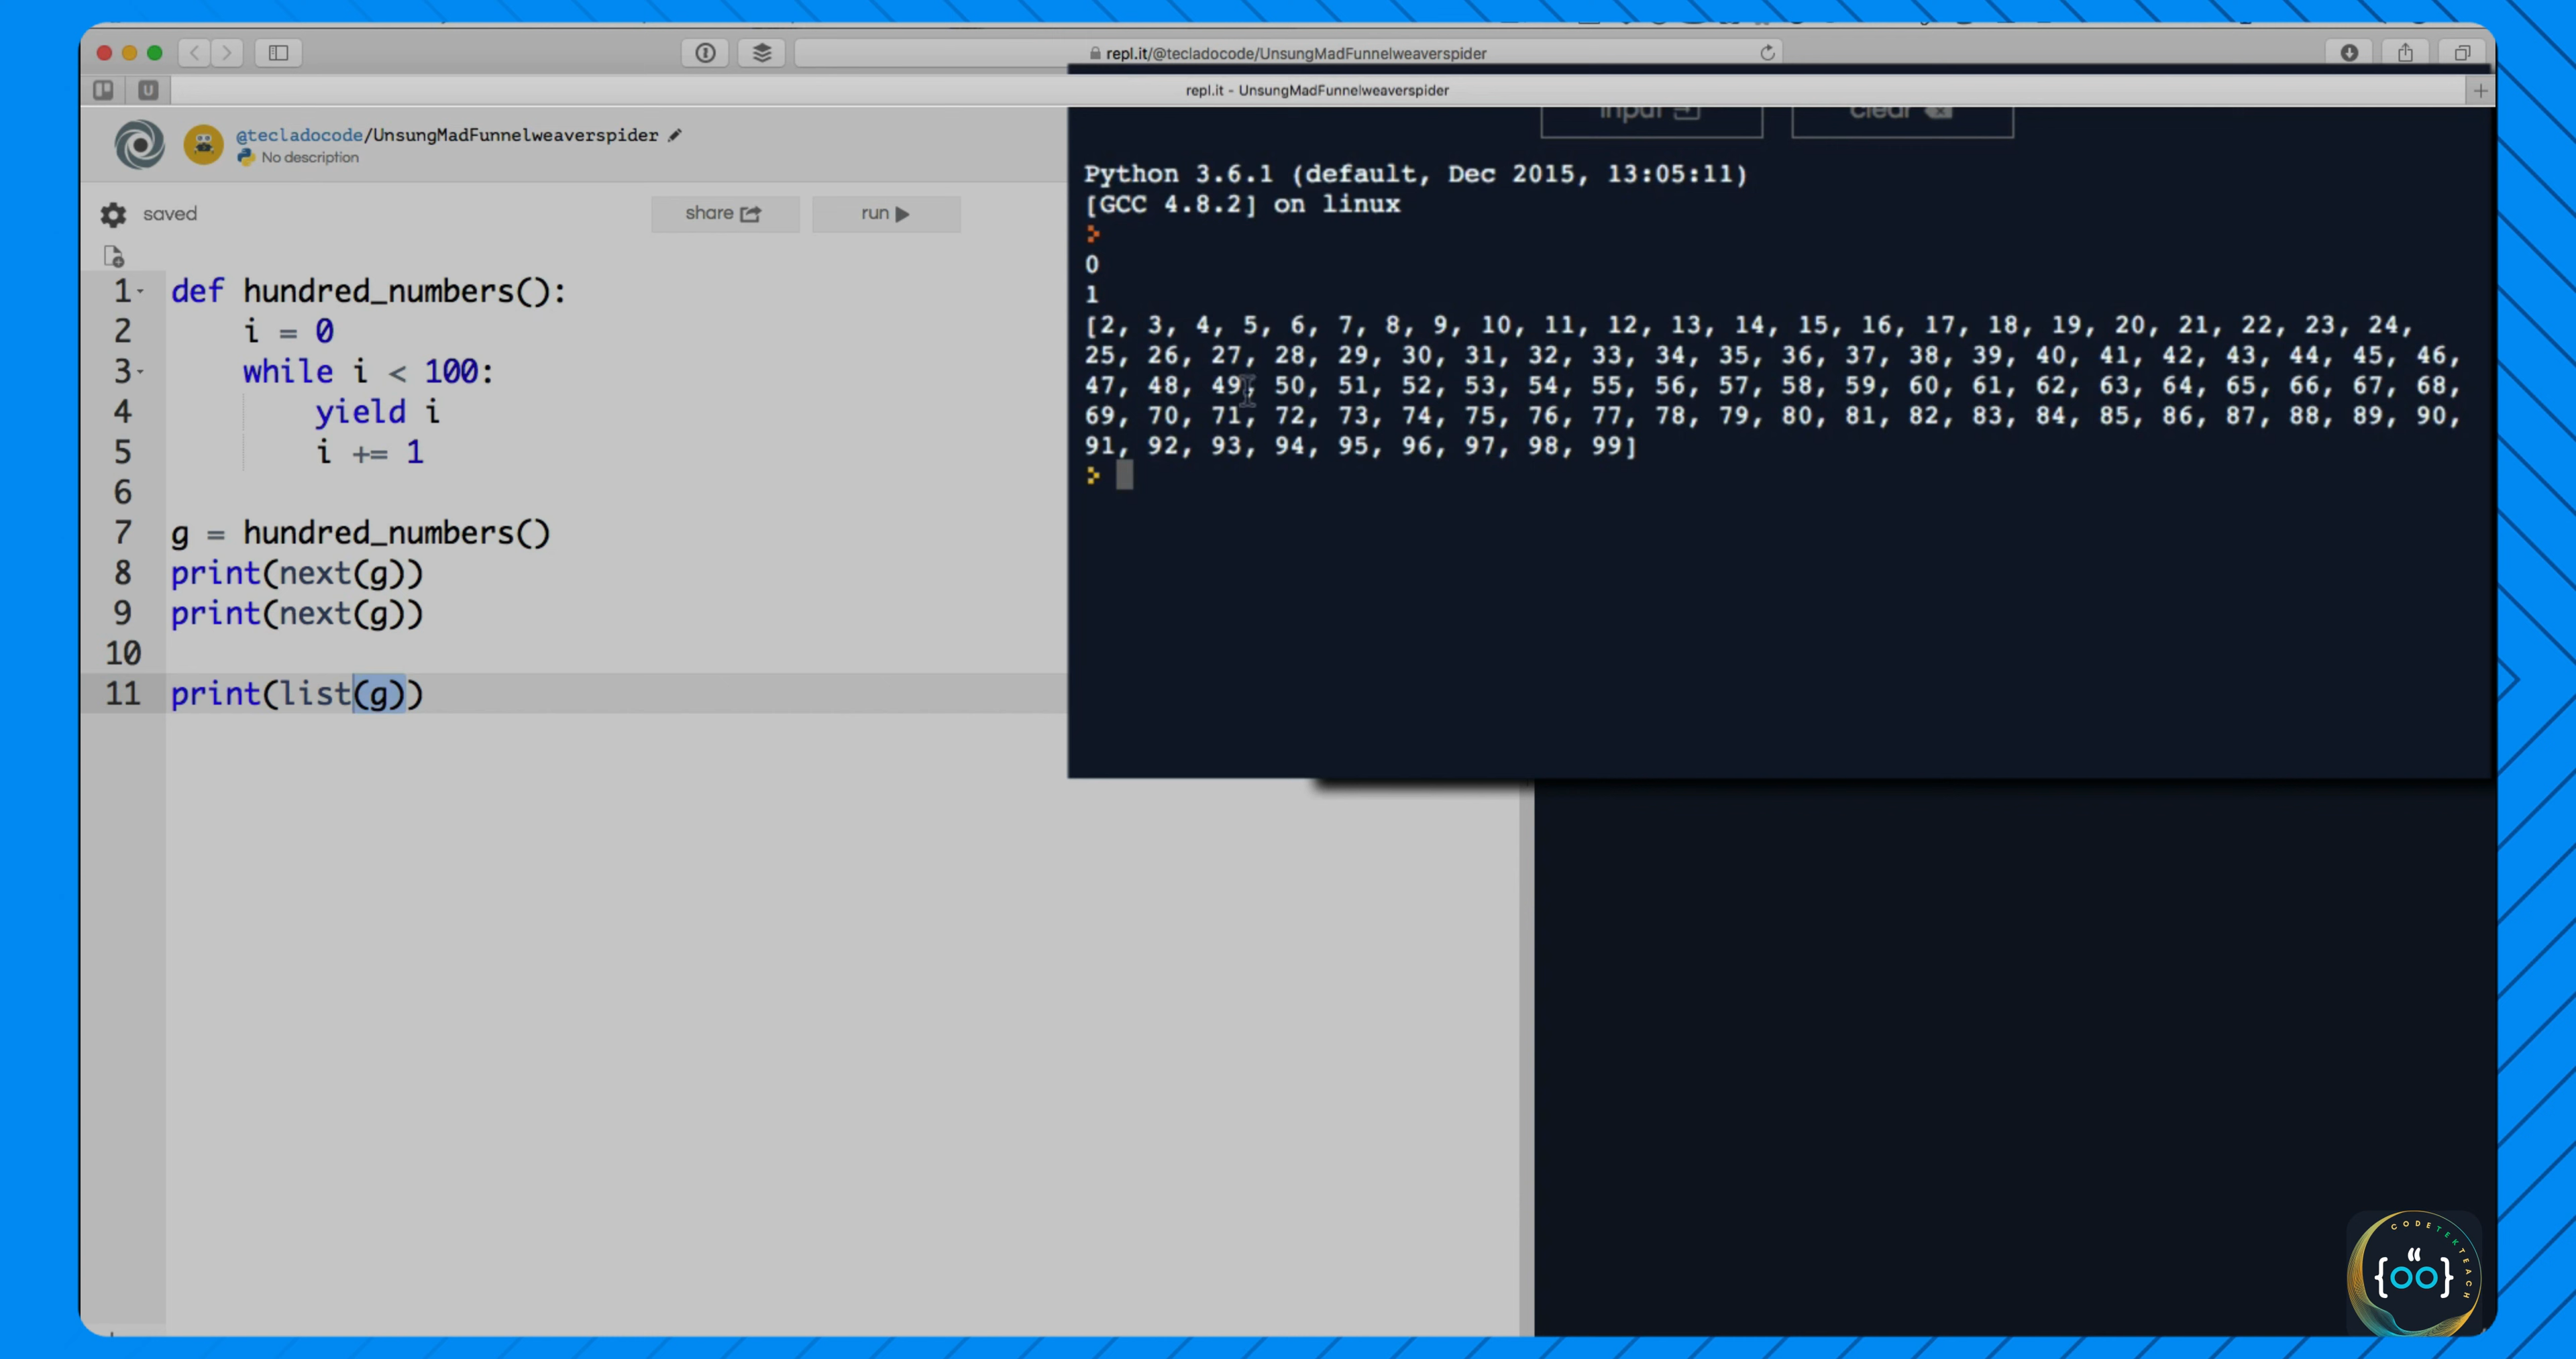 repl.it/@tecladocode/UnsungMadFunnelweaverspider
U
repl.it - UnsungMadFunnelweaverspider
@tecladocode/UnsungMadFunnelweaverspider
No description
saved
share
run
1 def hundred_numbers():
2 i = 0
3 while i < 100:
4 yield i
5 i += 1
6
7 g = hundred_numbers()
8 print(next(g))
9 print(next(g))
10
11 print(list(g))
input
clear
Python 3.6.1 (default, Dec 2015, 13:05:11)
[GCC 4.8.2] on linux
0
1
[2, 3, 4, 5, 6, 7, 8, 9, 10, 11, 12, 13, 14, 15, 16, 17, 18, 19, 20, 21, 22, 23, 24,
25, 26, 27, 28, 29, 30, 31, 32, 33, 34, 35, 36, 37, 38, 39, 40, 41, 42, 43, 44, 45, 46,
47, 48, 49, 50, 51, 52, 53, 54, 55, 56, 57, 58, 59, 60, 61, 62, 63, 64, 65, 66, 67, 68,
69, 70, 71, 72, 73, 74, 75, 76, 77, 78, 79, 80, 81, 82, 83, 84, 85, 86, 87, 88, 89, 90,
91, 92, 93, 94, 95, 96, 97, 98, 99]
CODETEKTEACH